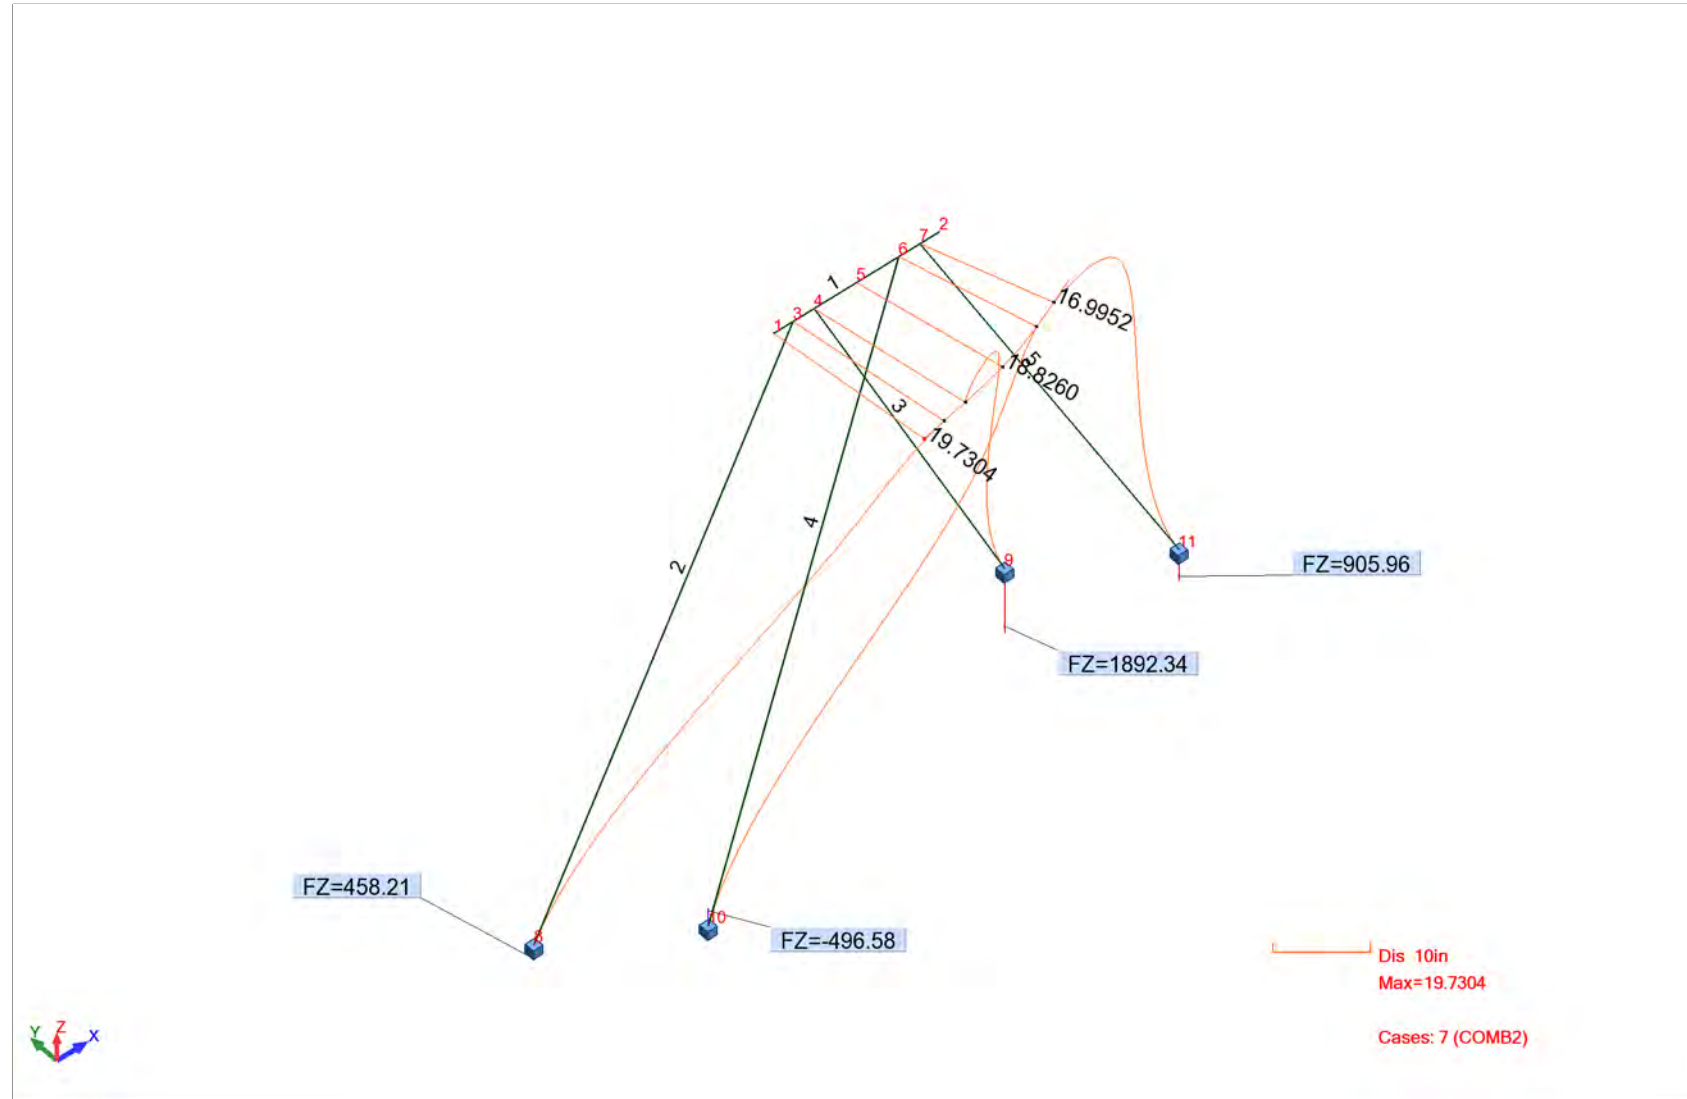 2
7
6
5
1
4
3
1
16.9952
5
18.8260
3
19.7304
2
4
9
11
FZ=905.96
FZ=1892.34
FZ=458.21
8
10
FZ=-496.58
Dis 10in
Max=19.7304
Cases: 7 (COMB2)
Y Z X